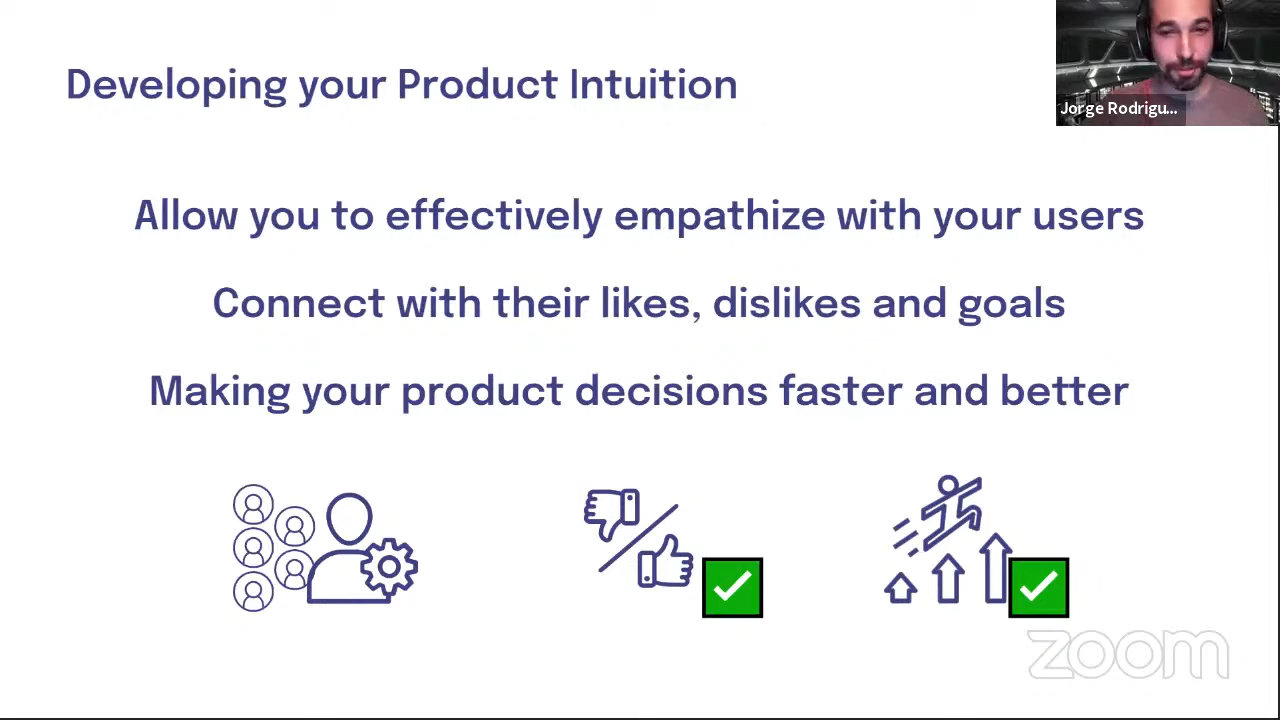 Developing your Product Intuition
Jorge Rodrigu...
Allow you to effectively empathize with your users
Connect with their likes, dislikes and goals
Making your product decisions faster and better
zoom